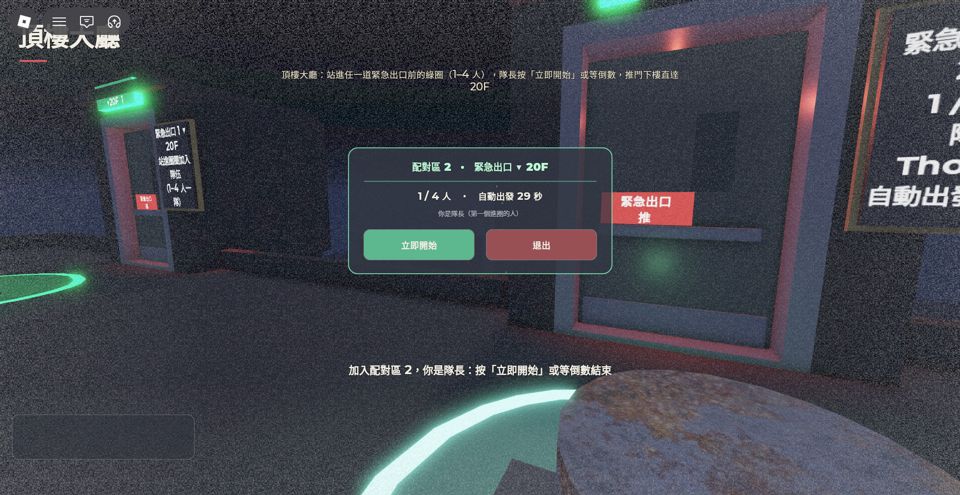 頂樓大廳
頂樓大廳：站進任一道緊急出口前的綠圈（1–4 人），隊長按「立即開始」或等倒數，推門下樓直達
20F
▼20F 1
緊急出口 1 ▼
20F
站進圈圈加入
隊伍
(1–4 人一
隊)
緊急出口
推
配對區 2 • 緊急出口 ▼ 20F
1 / 4 人 • 自動出發 29 秒
你是隊長（第一個進圈的人）
立即開始
退出
緊急出口
推
緊急
1 /
Tho
自動出發
加入配對區 2，你是隊長：按「立即開始」或等倒數結束